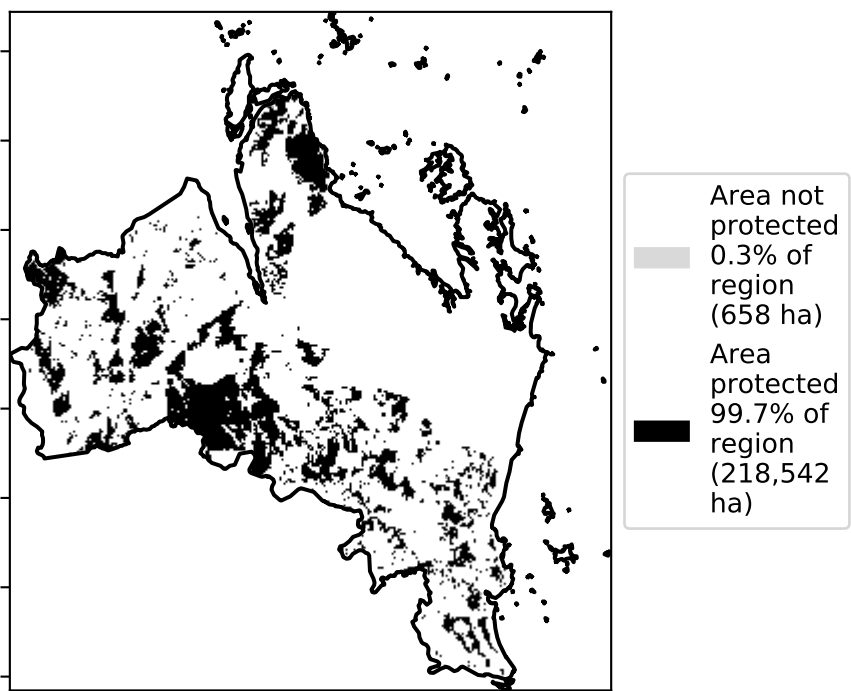 Area not
protected
0.3% of
region
(658 ha)
Area
protected
99.7% of
region
(218,542
ha)